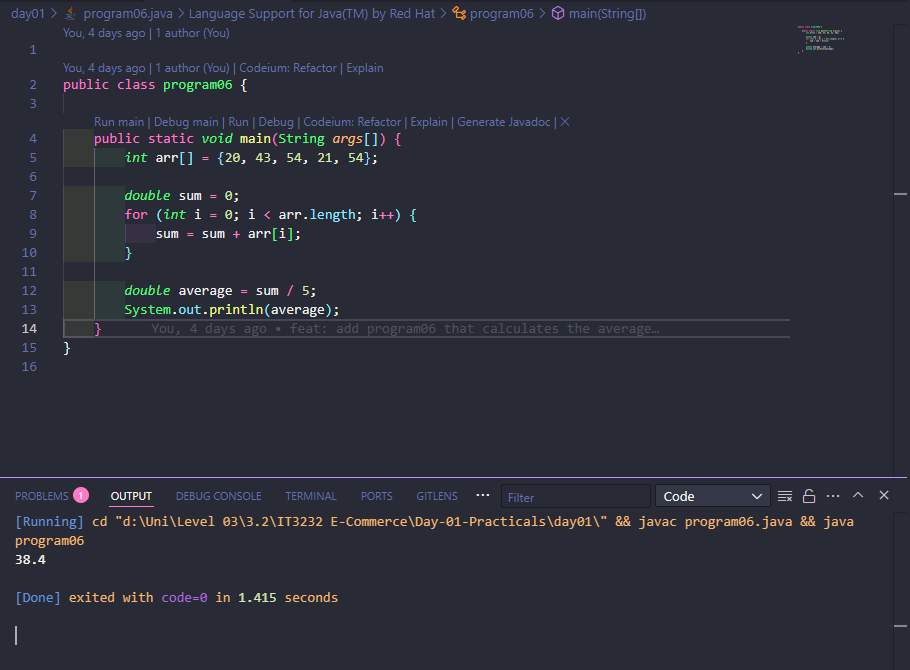 day01 > program06.java > Language Support for Java(TM) by Red Hat > program06 > main(String[])
You, 4 days ago | 1 author (You)
1
You, 4 days ago | 1 author (You) | Codeium: Refactor | Explain
2 public class program06 {
3
Run main | Debug main | Run | Debug | Codeium: Refactor | Explain | Generate Javadoc | X
4 public static void main(String args[]) {
5 int arr[] = {20, 43, 54, 21, 54};
6
7 double sum = 0;
8 for (int i = 0; i < arr.length; i++) {
9 sum = sum + arr[i];
10 }
11
12 double average = sum / 5;
13 System.out.println(average);
14 } You, 4 days ago • feat: add program06 that calculates the average…
15 }
16
PROBLEMS 1 OUTPUT DEBUG CONSOLE TERMINAL PORTS GITLENS ··· Filter Code
[Running] cd "d:\Uni\Level 03\3.2\IT3232 E-Commerce\Day-01-Practicals\day01\" && javac program06.java && java
program06
38.4
[Done] exited with code=0 in 1.415 seconds